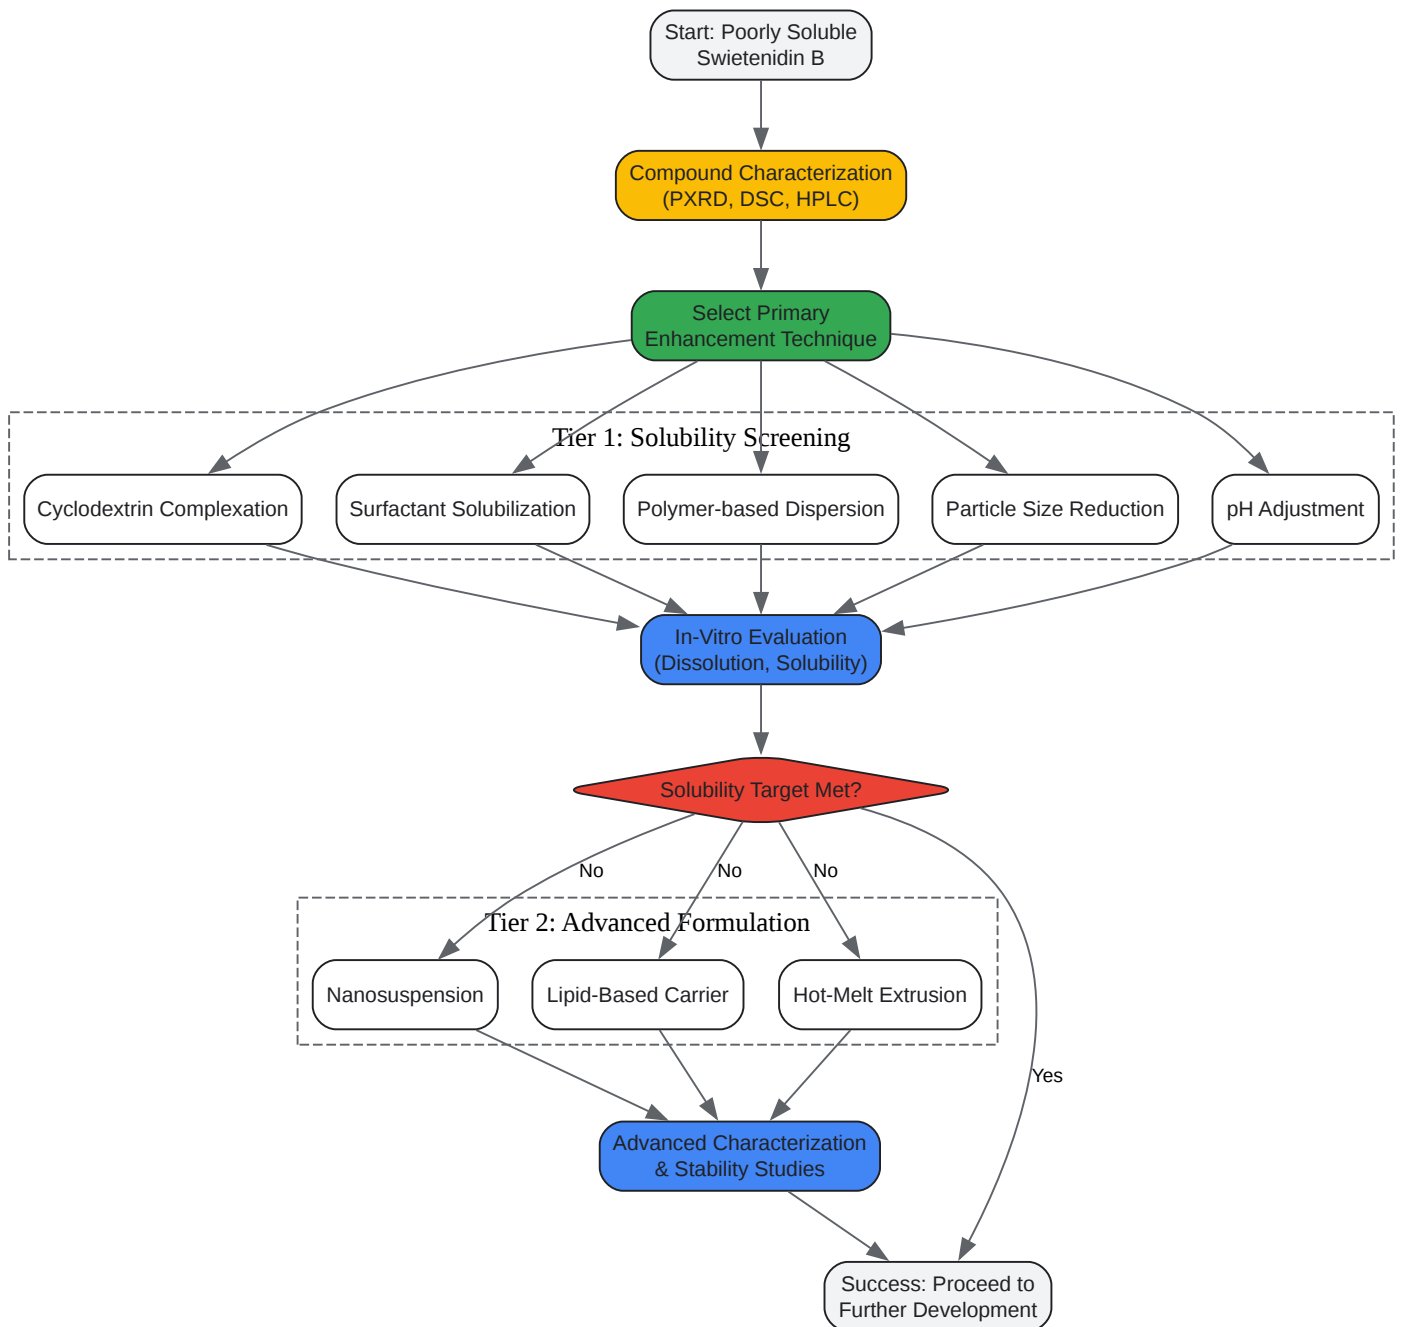 Start: Poorly Soluble
Swietenidin B
Compound Characterization
(PXRD, DSC, HPLC)
Select Primary
Enhancement Technique
Tier 1: Solubility Screening
Cyclodextrin Complexation
Surfactant Solubilization
Polymer-based Dispersion
Particle Size Reduction
pH Adjustment
In-Vitro Evaluation
(Dissolution, Solubility)
Solubility Target Met?
No
No
No
Tier 2: Advanced Formulation
Nanosuspension
Lipid-Based Carrier
Hot-Melt Extrusion
Yes
Advanced Characterization
& Stability Studies
Success: Proceed to
Further Development